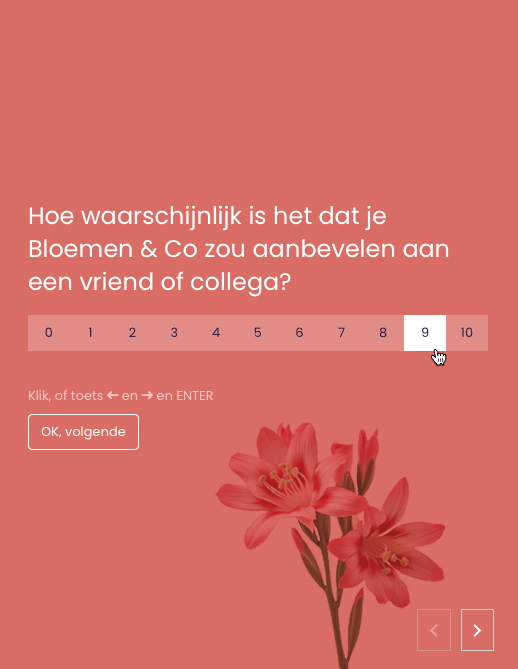 Hoe waarschijnlijk is het dat je
Bloemen & Co zou aanbevelen aan
een vriend of collega?
0 1 2 3 4 5 6 7 8 9 10
Klik, of toets ← en → en ENTER
OK, volgende